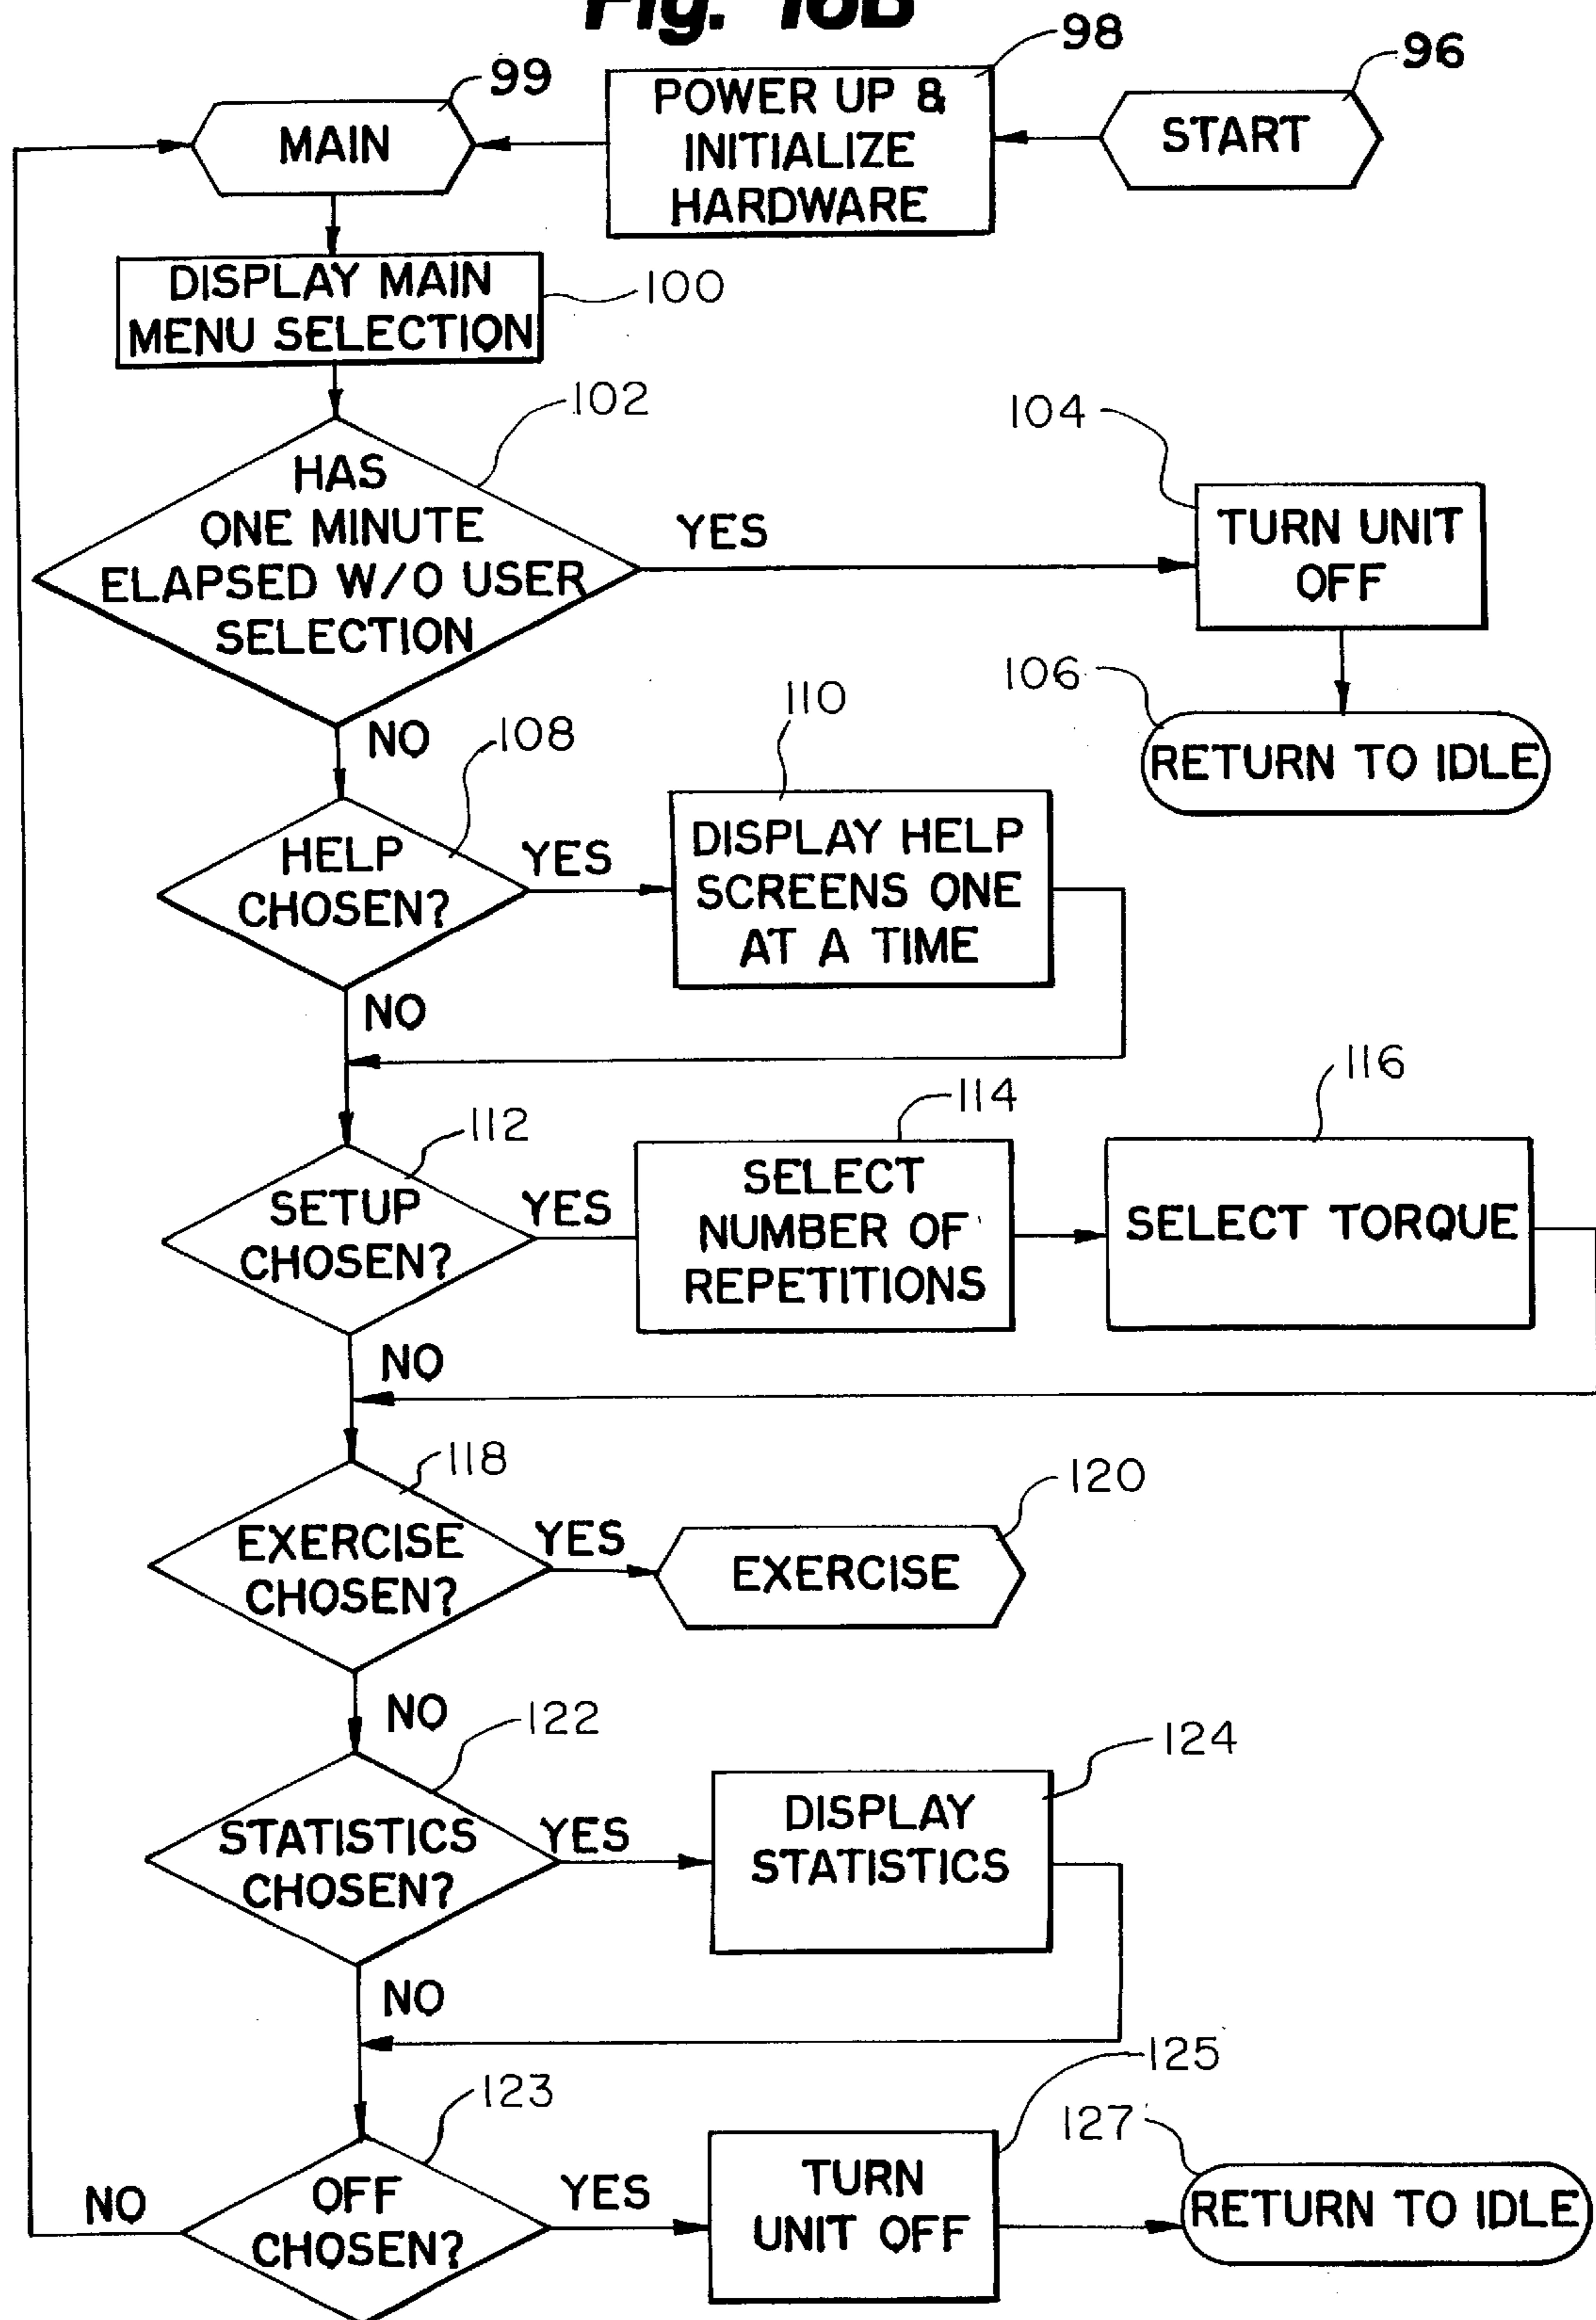 Fig. 16B
99
98
96
MAIN
POWER UP &
INITIALIZE
HARDWARE
START
DISPLAY MAIN
MENU SELECTION
100
102
HAS
ONE MINUTE
ELAPSED W/O USER
SELECTION
YES
104
TURN UNIT
OFF
106
RETURN TO IDLE
NO
108
HELP
CHOSEN?
YES
110
DISPLAY HELP
SCREENS ONE
AT A TIME
NO
112
SETUP
CHOSEN?
YES
114
SELECT
NUMBER OF
REPETITIONS
116
SELECT TORQUE
NO
118
EXERCISE
CHOSEN?
YES
120
EXERCISE
NO
122
STATISTICS
CHOSEN?
YES
124
DISPLAY
STATISTICS
NO
123
OFF
CHOSEN?
NO
YES
125
TURN
UNIT OFF
127
RETURN TO IDLE